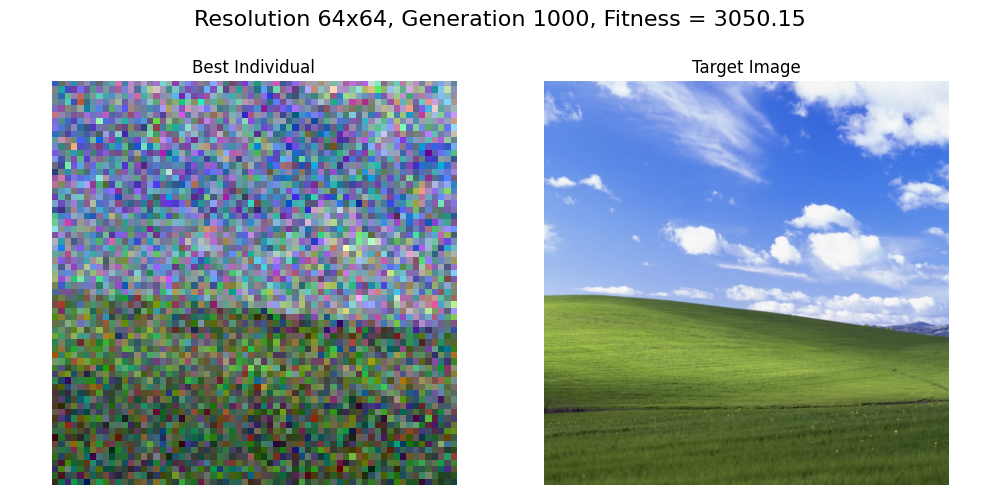 Resolution 64x64, Generation 1000, Fitness = 3050.15
Best Individual
Target Image